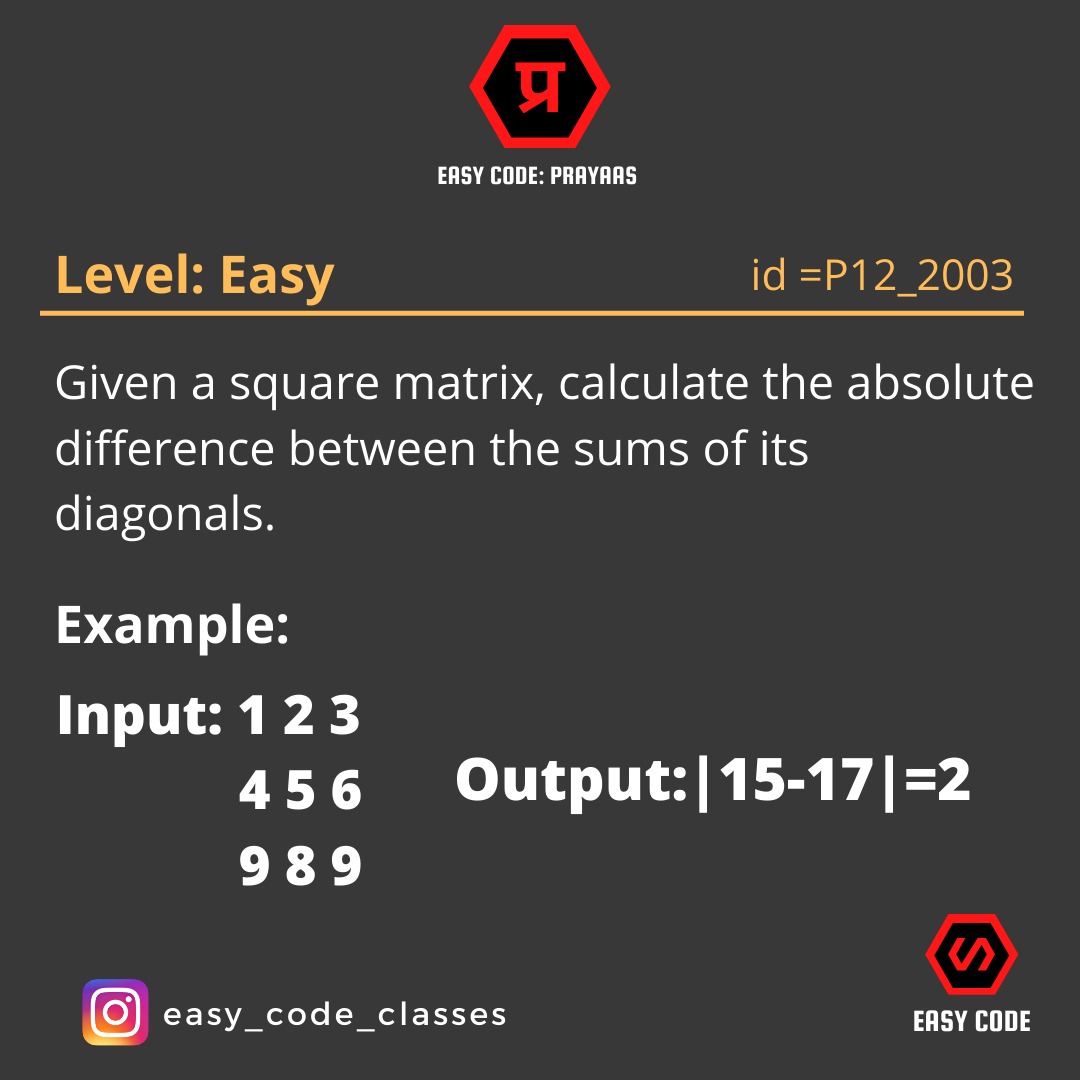 प्र
EASY CODE: PRAYAAS
Level: Easy id =P12_2003
Given a square matrix, calculate the absolute
difference between the sums of its
diagonals.
Example:
Input: 1 2 3
4 5 6
Output:|15-17|=2
9 8 9
easy_code_classes
EASY CODE